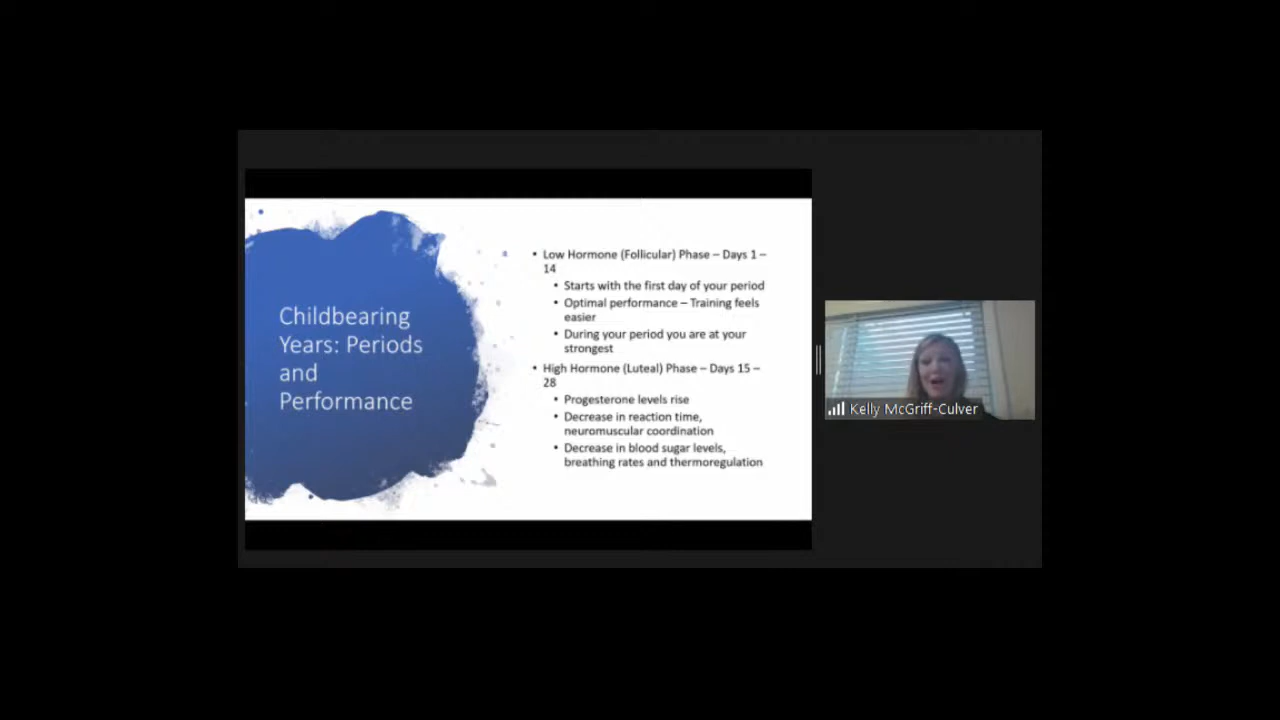 Childbearing
Years: Periods
and
Performance
• Low Hormone (Follicular) Phase – Days 1 –
14
• Starts with the first day of your period
• Optimal performance – Training feels
easier
• During your period you are at your
strongest
• High Hormone (Luteal) Phase – Days 15 –
28
• Progesterone levels rise
• Decrease in reaction time,
neuromuscular coordination
• Decrease in blood sugar levels,
breathing rates and thermoregulation
Kelly McGriff-Culver